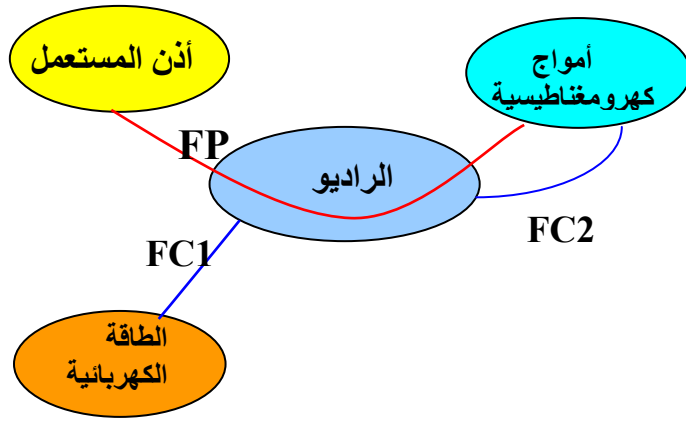 أذن المستعمل
أمواج
كهرومغناطيسية
FP
الراديو
FC2
FC1
الطاقة
الكهربائية